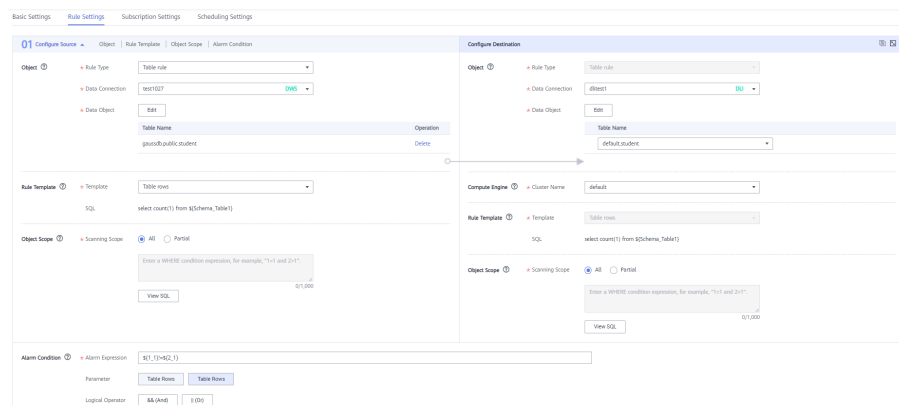 Basic Settings Rule Settings Subscription Settings Scheduling Settings
01 Configure Source Object | Rule Template | Object Scope | Alarm Condition
Configure Destination
Object * Rule Type Table rule
* Data Connection test1027 DWS
* Data Object Edit
Table Name Operation
gaussdb.public.student Delete
Rule Template * Template Table rows
SQL select count(1) from ${Schema_Table1}
Object Scope * Scanning Scope All Partial
Enter a WHERE condition expression, for example, "1=1 and 2=1".
0/1,000
View SQL
Object * Rule Type Table rule
* Data Connection dlitest1 DLI
* Data Object Edit
Table Name
default.student
Compute Engine * Cluster Name default
Rule Template * Template Table rows
SQL select count(1) from ${Schema_Table1}
Object Scope * Scanning Scope All Partial
Enter a WHERE condition expression, for example, "1=1 and 2=1".
0/1,000
View SQL
Alarm Condition * Alarm Expression ${1_1}!=${2_1}
Parameter Table Rows Table Rows
Logical Operator && (And) || (Or)